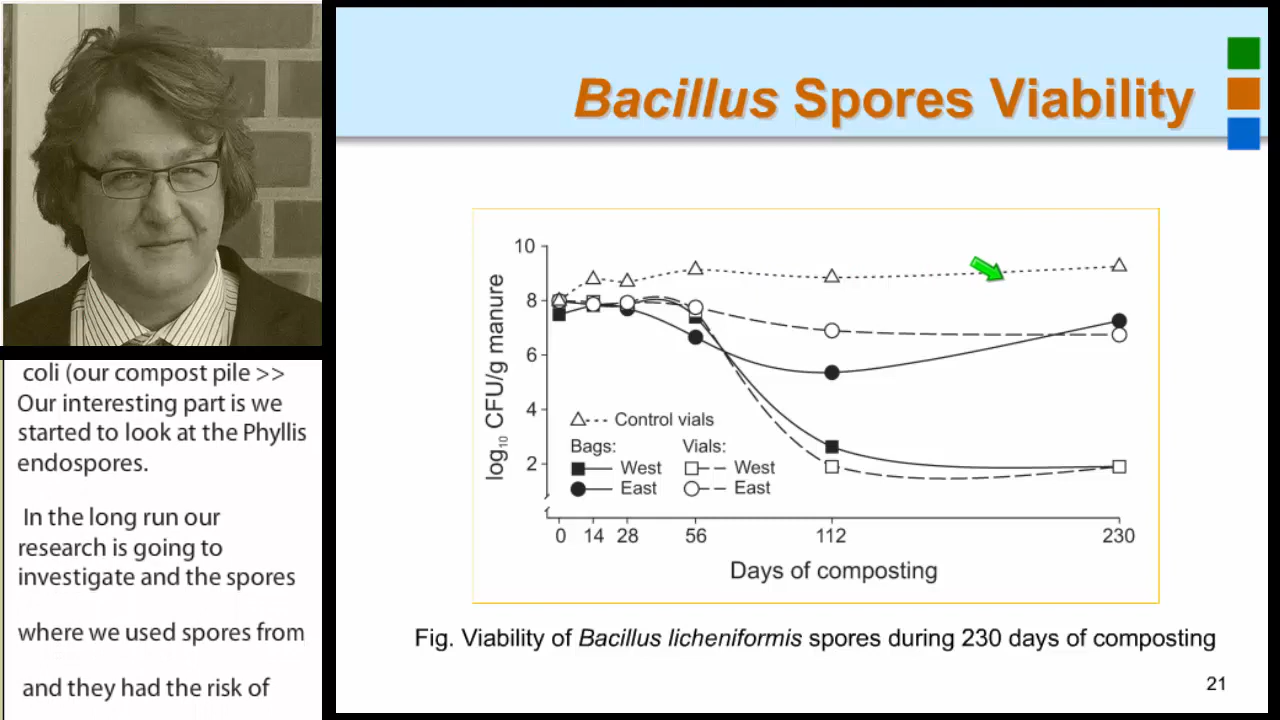 Bacillus Spores Viability
coli (our compost pile >>
Our interesting part is we
started to look at the Phyllis
endospores.
In the long run our
research is going to
investigate and the spores
where we used spores from
and they had the risk of
log10 CFU/g manure
10
8
6
4
2
Control vials
Bags: Vials:
West West
East East
0 14 28 56 112 230
Days of composting
Fig. Viability of Bacillus licheniformis spores during 230 days of composting
21